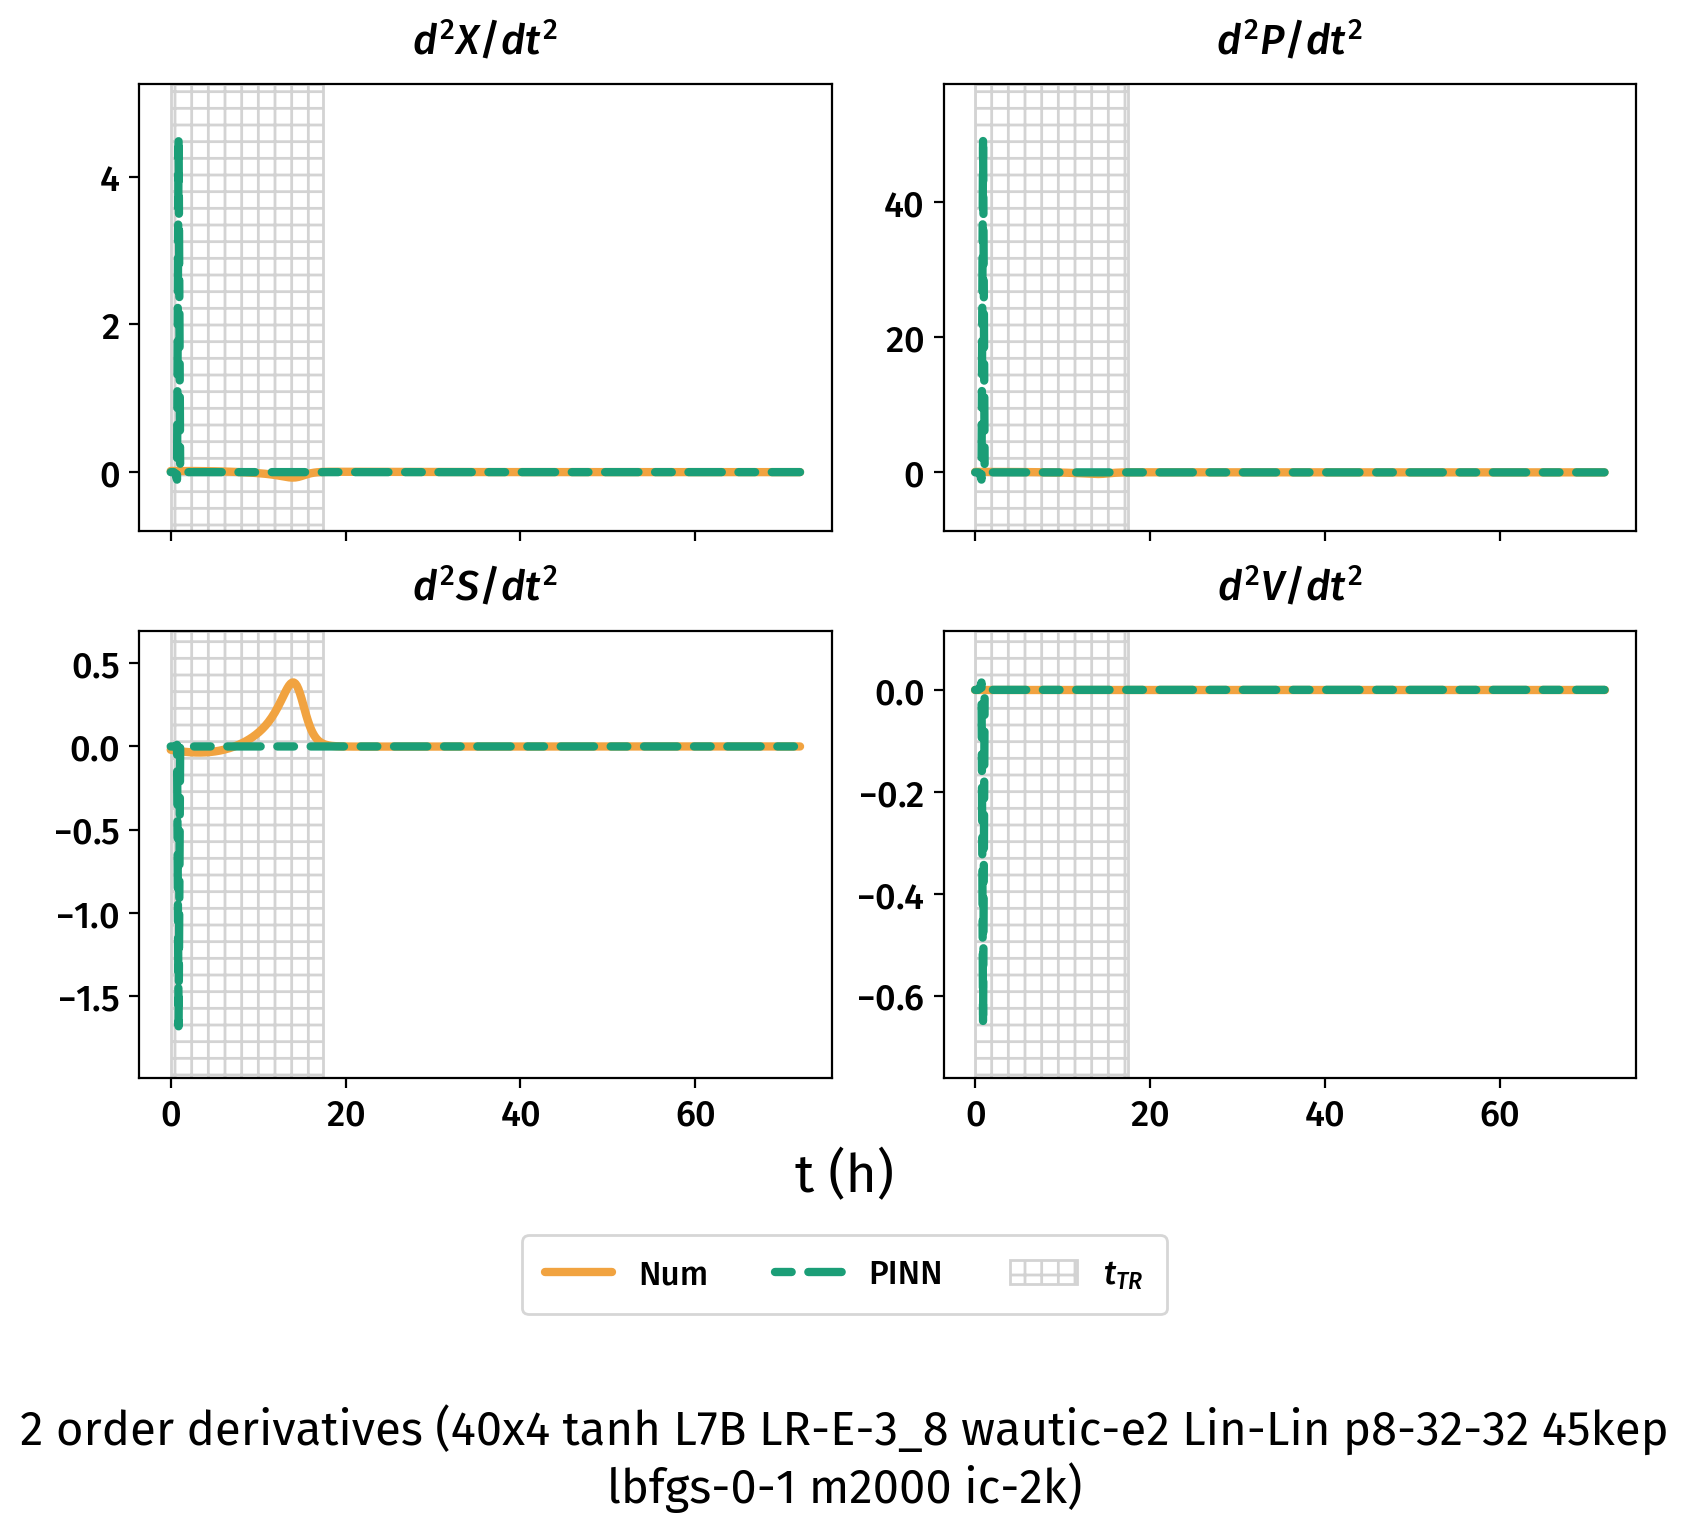 d²X/dt²
d²P/dt²
4
2
0
40
20
0
d²S/dt²
d²V/dt²
0.5
0.0
−0.5
−1.0
−1.5
0.0
−0.2
−0.4
−0.6
0 20 40 60
0 20 40 60
t (h)
Num PINN t_TR
2 order derivatives (40x4 tanh L7B LR-E-3_8 wautic-e2 Lin-Lin p8-32-32 45kep
lbfgs-0-1 m2000 ic-2k)